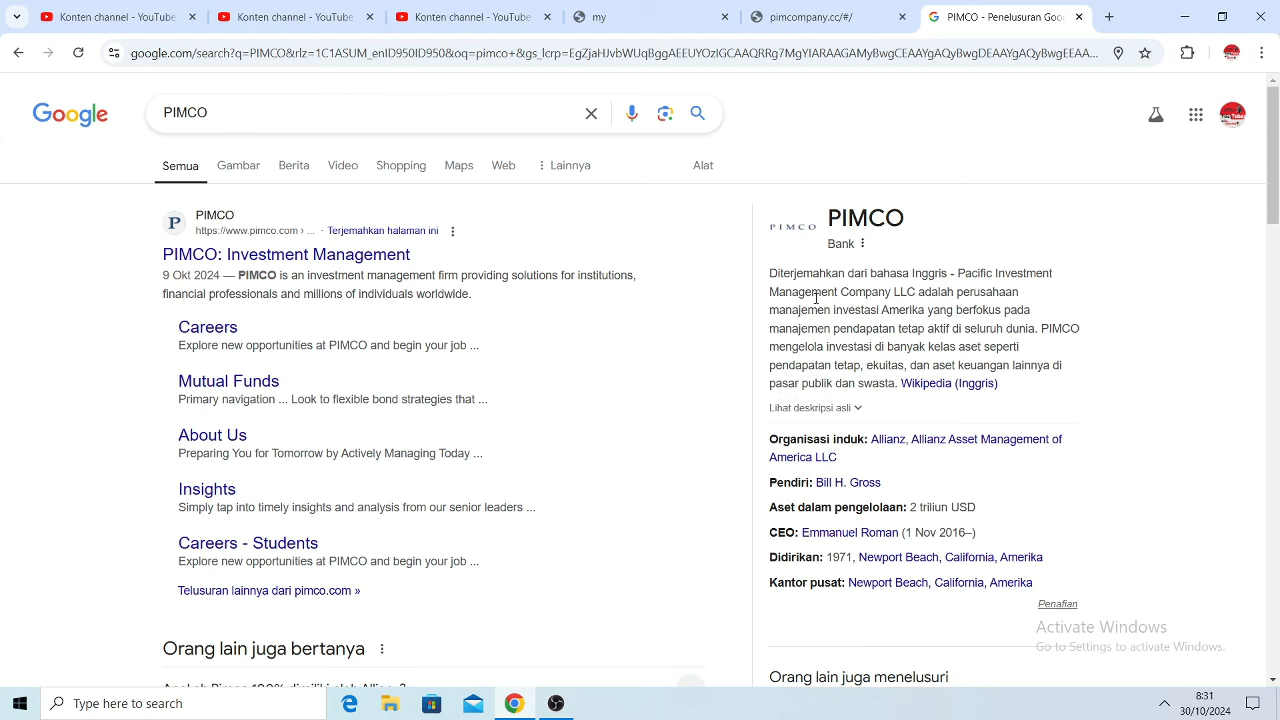 Konten channel - YouTube
Konten channel - YouTube
Konten channel - YouTube
my
pimcompany.cc/#/
PIMCO - Penelusuran Goo
google.com/search?q=PIMCO&rlz=1C1ASUM_enID950ID950&oq=pimco+&gs_lcrp=EgZjaHJvbWUqBggAEEUYOzIGCAAQRRg7MgYIARAAGAMyBwgCEAAYgAQyBwgDEAAYgAQyBwgEEAA...
Google
PIMCO
Semua
Gambar
Berita
Video
Shopping
Maps
Web
Lainnya
Alat
P
PIMCO
https://www.pimco.com › ... · Terjemahkan halaman ini
PIMCO: Investment Management
9 Okt 2024 — PIMCO is an investment management firm providing solutions for institutions,
financial professionals and millions of individuals worldwide.
Careers
Explore new opportunities at PIMCO and begin your job ...
Mutual Funds
Primary navigation ... Look to flexible bond strategies that ...
About Us
Preparing You for Tomorrow by Actively Managing Today ...
Insights
Simply tap into timely insights and analysis from our senior leaders ...
Careers - Students
Explore new opportunities at PIMCO and begin your job ...
Telusuran lainnya dari pimco.com »
Orang lain juga bertanya
PIMCO
PIMCO
Bank
Diterjemahkan dari bahasa Inggris - Pacific Investment
Management Company LLC adalah perusahaan
manajemen investasi Amerika yang berfokus pada
manajemen pendapatan tetap aktif di seluruh dunia. PIMCO
mengelola investasi di banyak kelas aset seperti
pendapatan tetap, ekuitas, dan aset keuangan lainnya di
pasar publik dan swasta. Wikipedia (Inggris)
Lihat deskripsi asli
Organisasi induk: Allianz, Allianz Asset Management of
America LLC
Pendiri: Bill H. Gross
Aset dalam pengelolaan: 2 triliun USD
CEO: Emmanuel Roman (1 Nov 2016–)
Didirikan: 1971, Newport Beach, California, Amerika
Kantor pusat: Newport Beach, California, Amerika
Penafian
Activate Windows
Go to Settings to activate Windows.
Orang lain juga menelusuri
Type here to search
8:31
30/10/2024